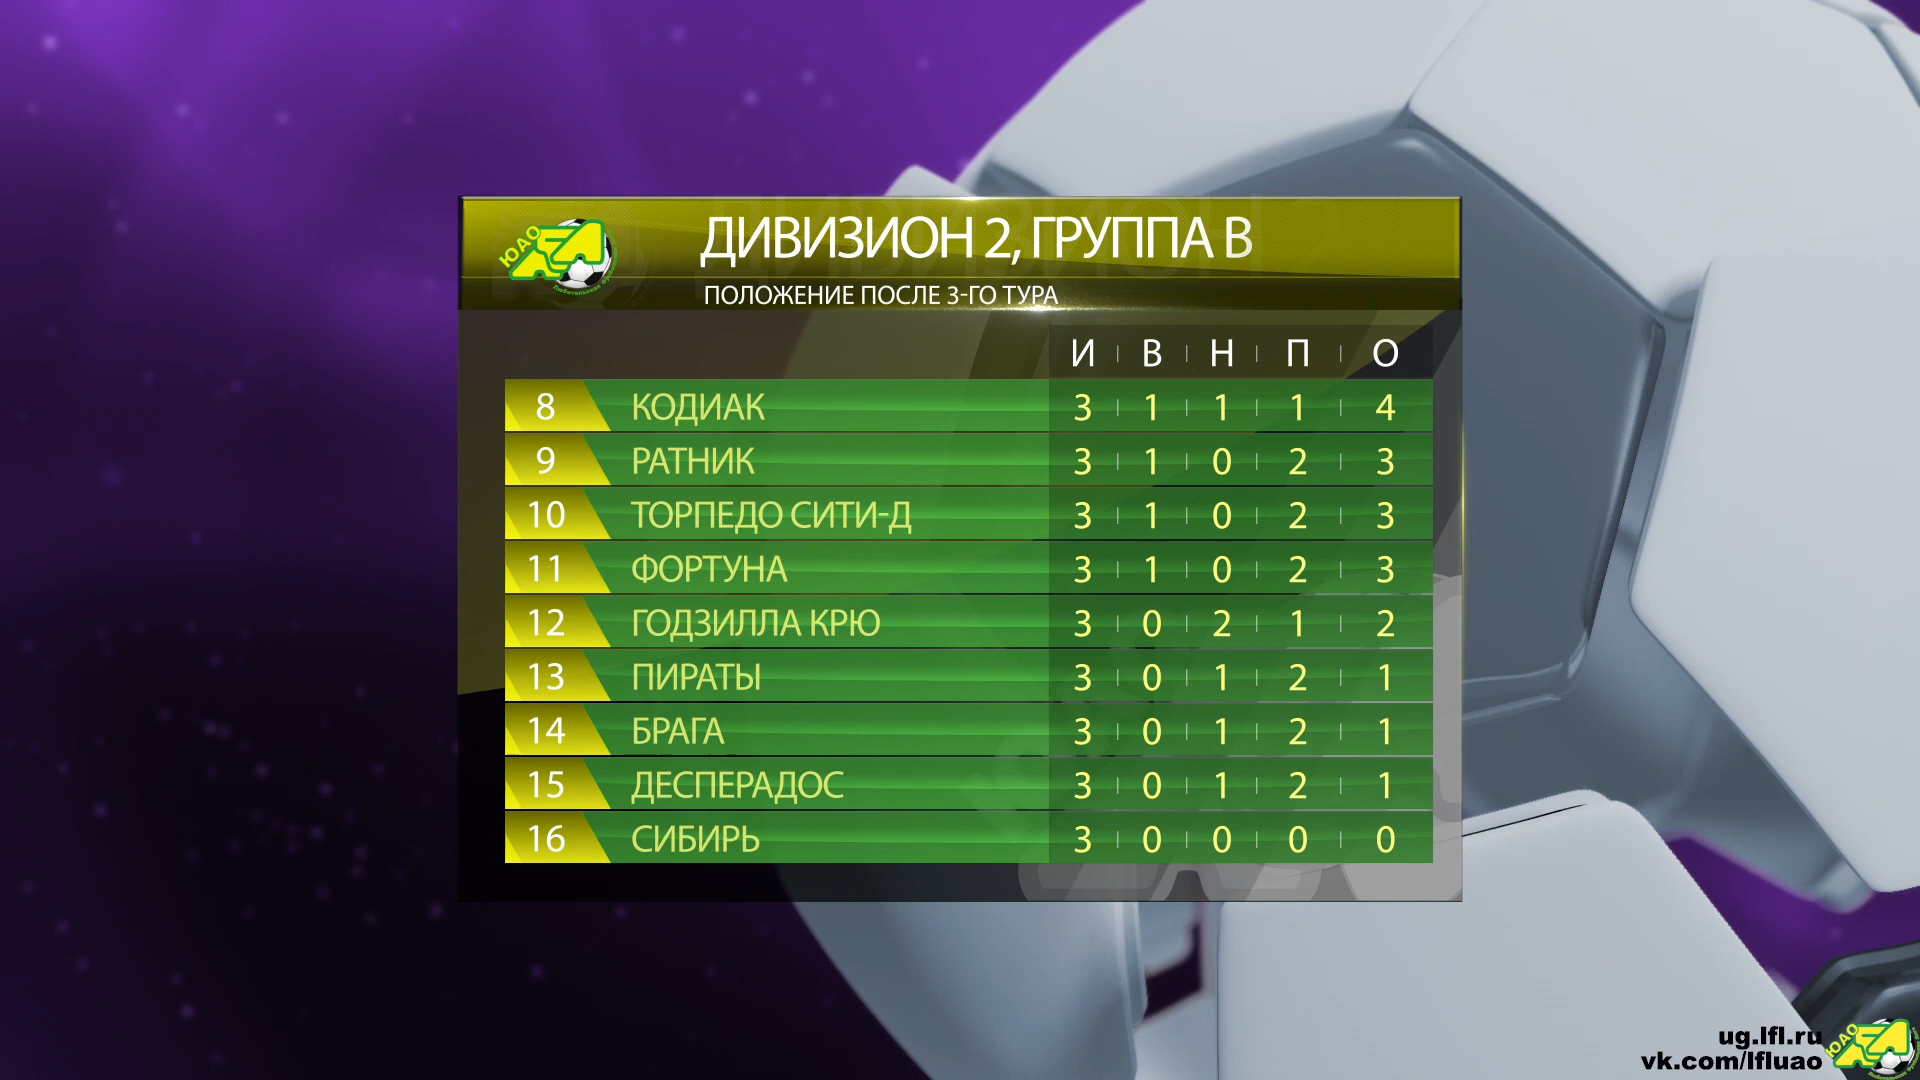 ДИВИЗИОН 2, ГРУППА В
ПОЛОЖЕНИЕ ПОСЛЕ 3-ГО ТУРА
И В Н П О
8 КОДИАК 3 1 1 1 4
9 РАТНИК 3 1 0 2 3
10 ТОРПЕДО СИТИ-Д 3 1 0 2 3
11 ФОРТУНА 3 1 0 2 3
12 ГОДЗИЛЛА КРЮ 3 0 2 1 2
13 ПИРАТЫ 3 0 1 2 1
14 БРАГА 3 0 1 2 1
15 ДЕСПЕРАДОС 3 0 1 2 1
16 СИБИРЬ 3 0 0 0 0
ЮАО
ug.lfl.ru
vk.com/lfluao
ЮАО